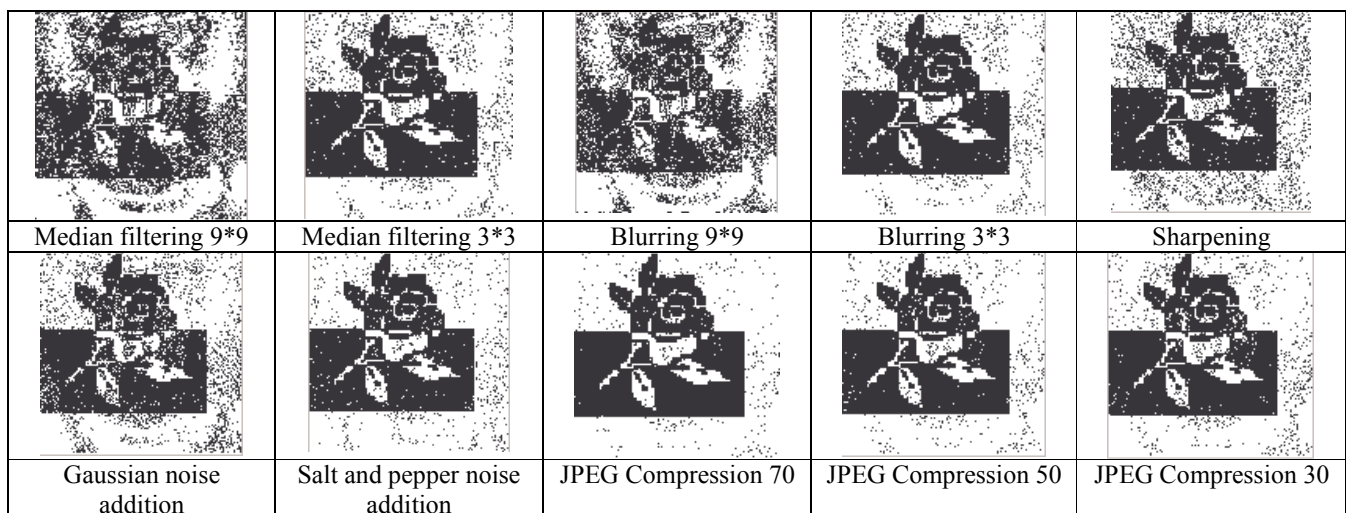 Median filtering 9*9
Median filtering 3*3
Blurring 9*9
Blurring 3*3
Sharpening
Gaussian noise
addition
Salt and pepper noise
addition
JPEG Compression 70
JPEG Compression 50
JPEG Compression 30